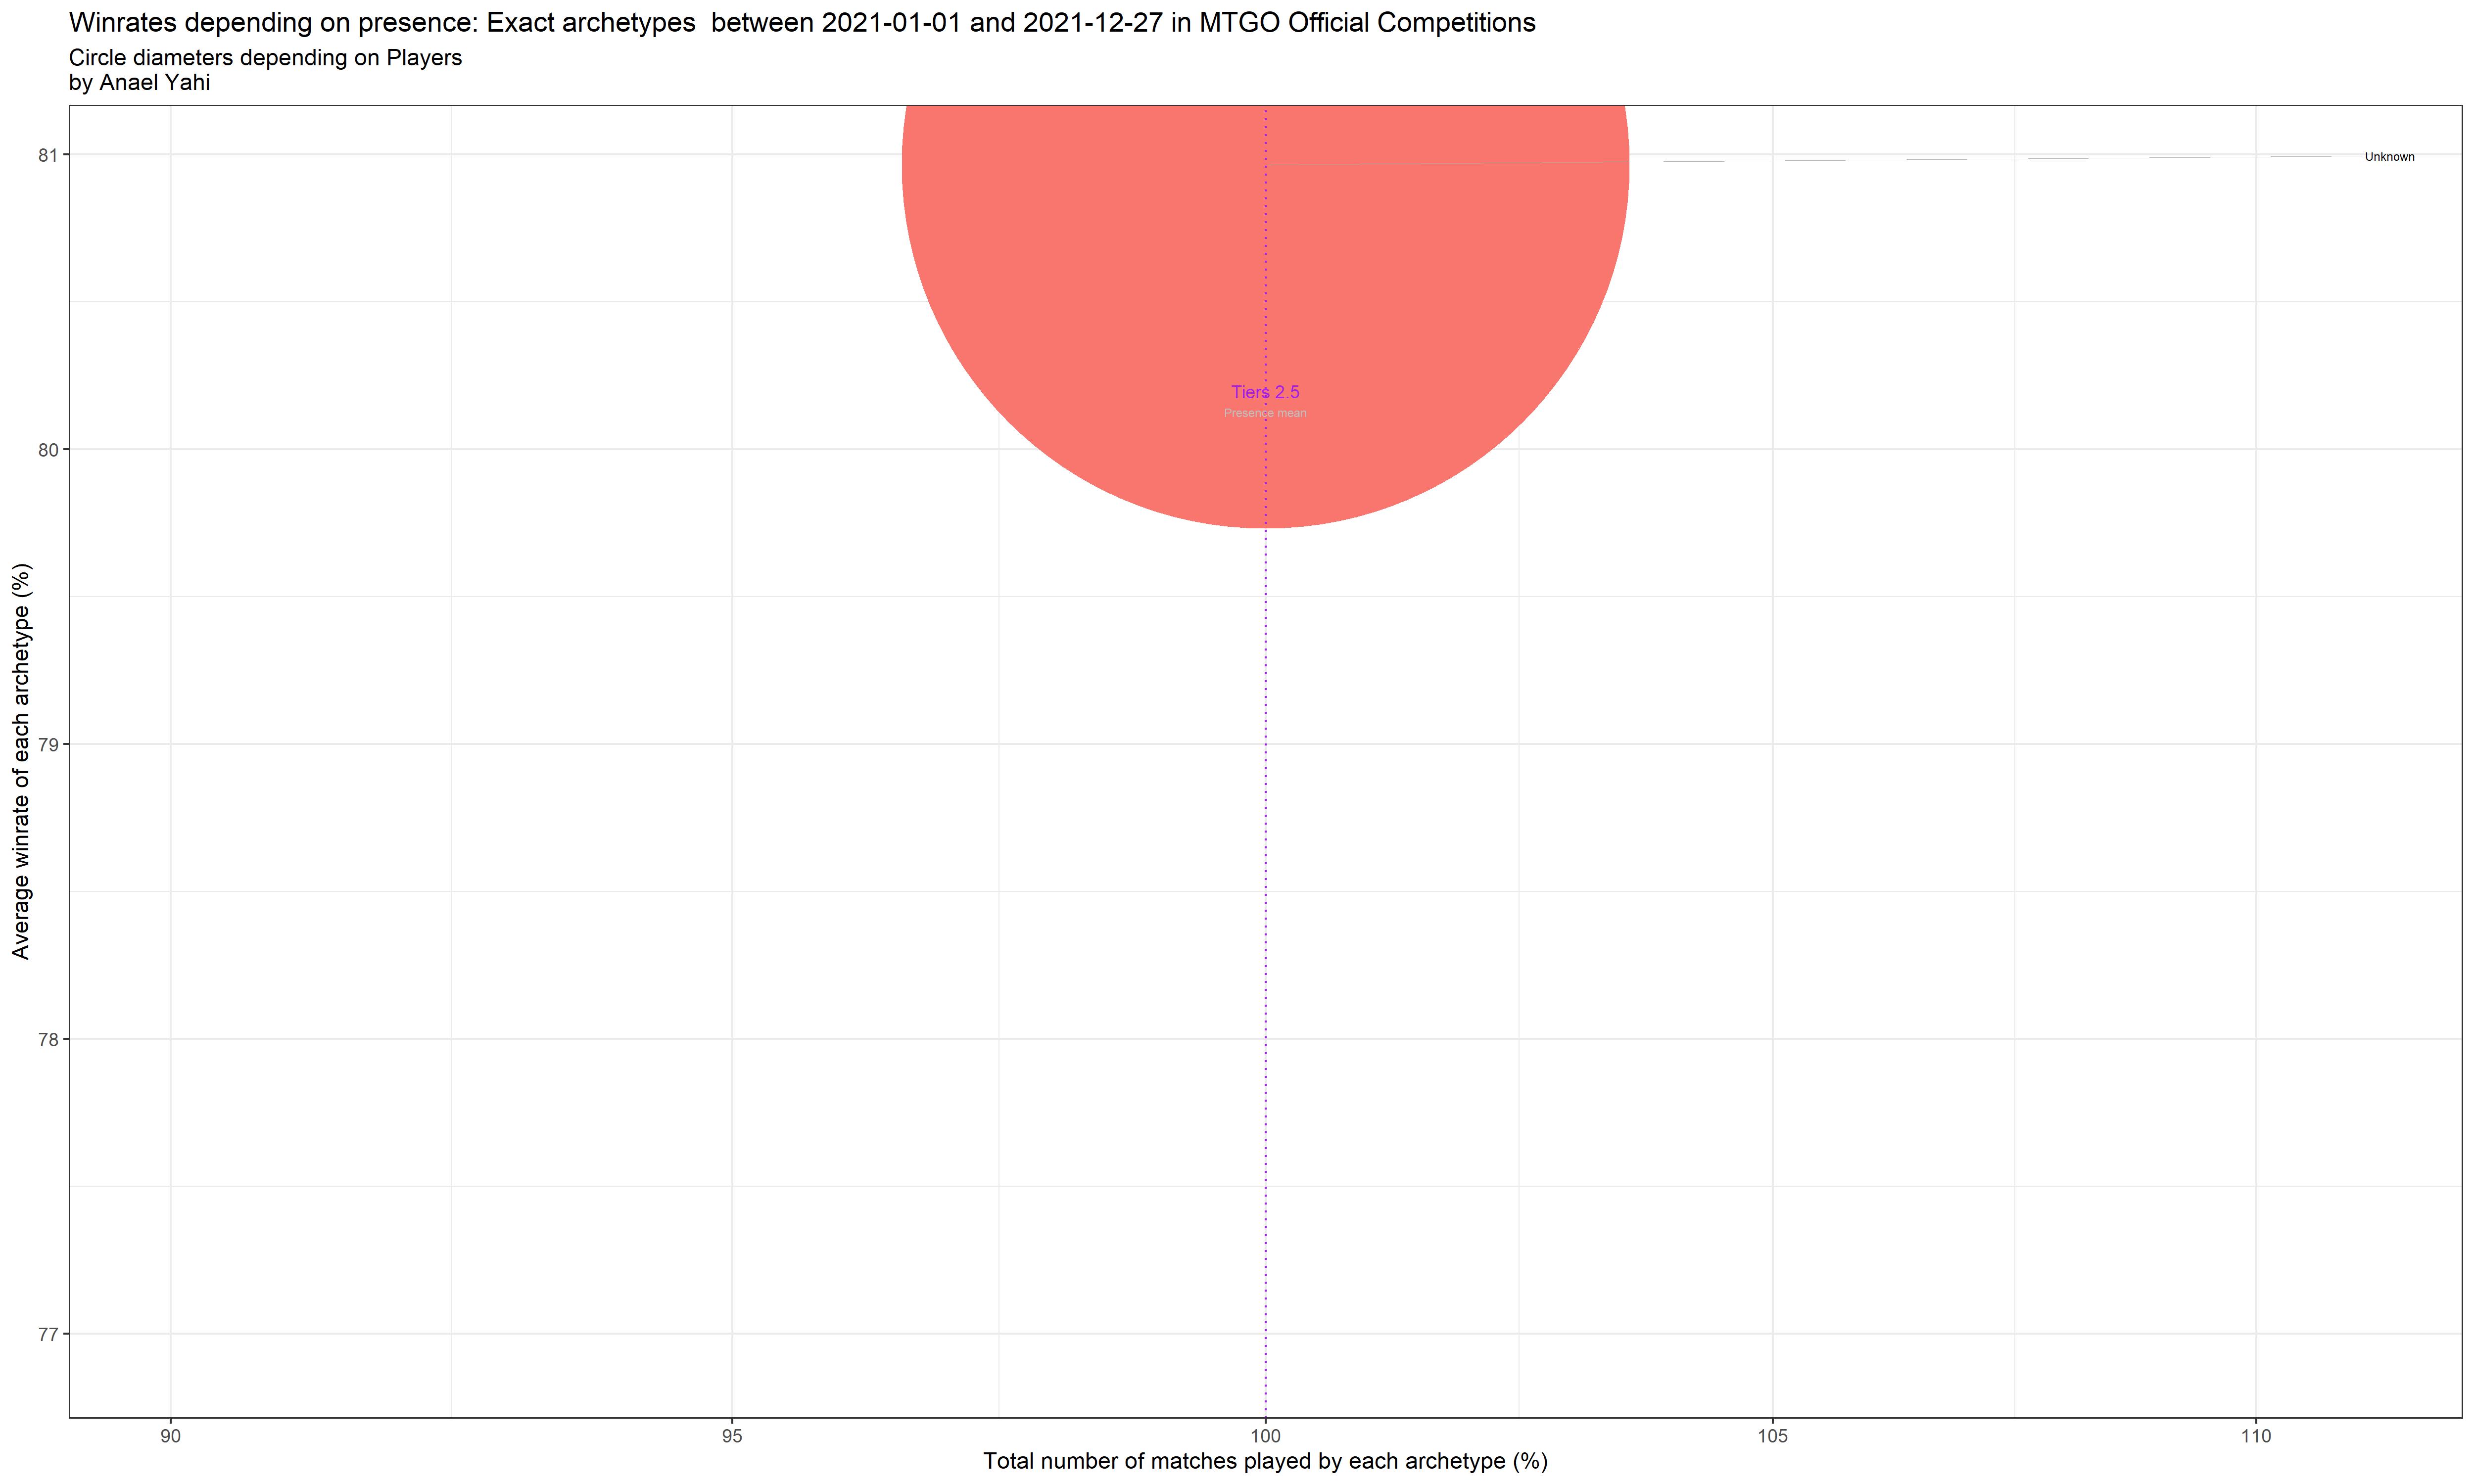 Winrates depending on presence: Exact archetypes  between 2021-01-01 and 2021-12-27 in MTGO Official Competitions
Circle diameters depending on Players
by Anael Yahi
Average winrate of each archetype (%)
81
80
79
78
77
Unknown
Tiers 2.5
Presence mean
90
95
100
105
110
Total number of matches played by each archetype (%)